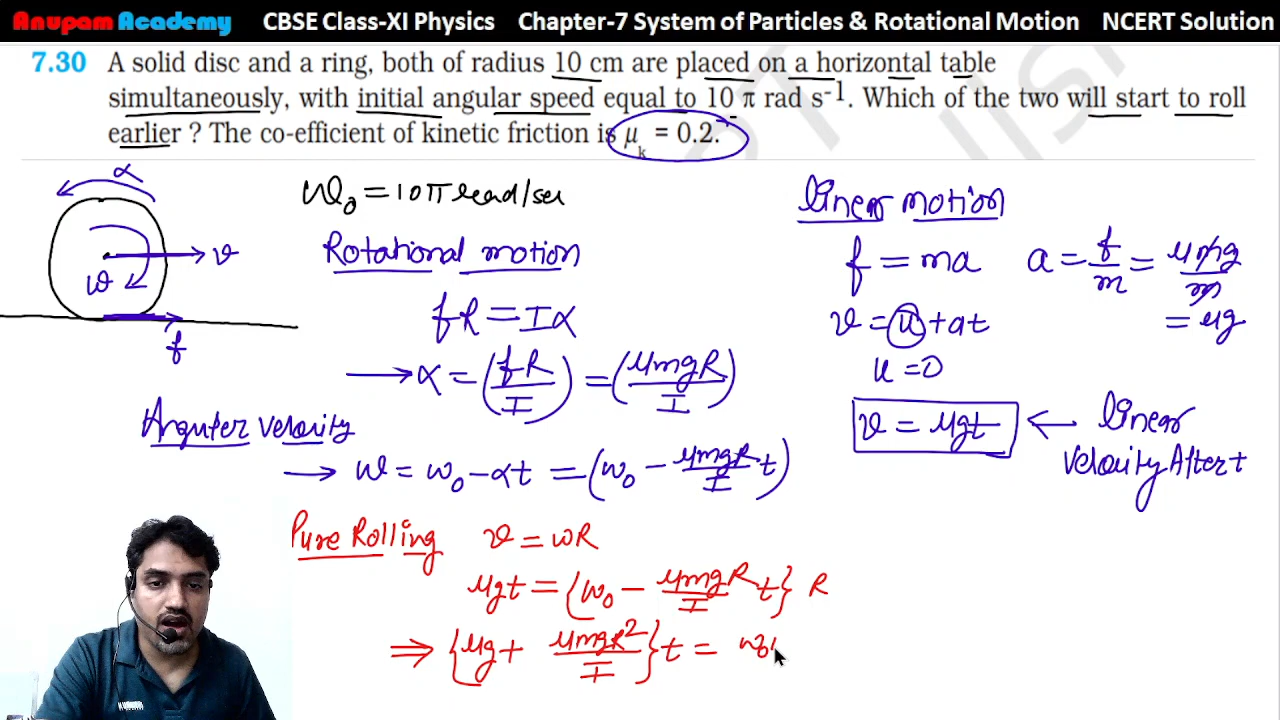 Anupam Academy CBSE Class-XI Physics Chapter-7 System of Particles & Rotational Motion NCERT Solution
7.30 A solid disc and a ring, both of radius 10 cm are placed on a horizontal table
simultaneously, with initial angular speed equal to 10 π rad s⁻¹. Which of the two will start to roll
earlier ? The co-efficient of kinetic friction is μₖ = 0.2.
α
v
ω
f
ω₀ = 10π rad/sec
Rotational motion
fR = Iα
→ α = (fR/I) = (μmgR/I)
Anguter velocity
→ ω = ω₀ − αt = (ω₀ − μmgR/I t)
linear motion
f = ma a = f/m = μmg/m
= μg
v = u + at
u = 0
v = μgt ← linear
velocity After t
Pure Rolling v = ωR
μgt = {ω₀ − μmgR/I t} R
⇒ {μg + μmgR²/I} t = ω₀